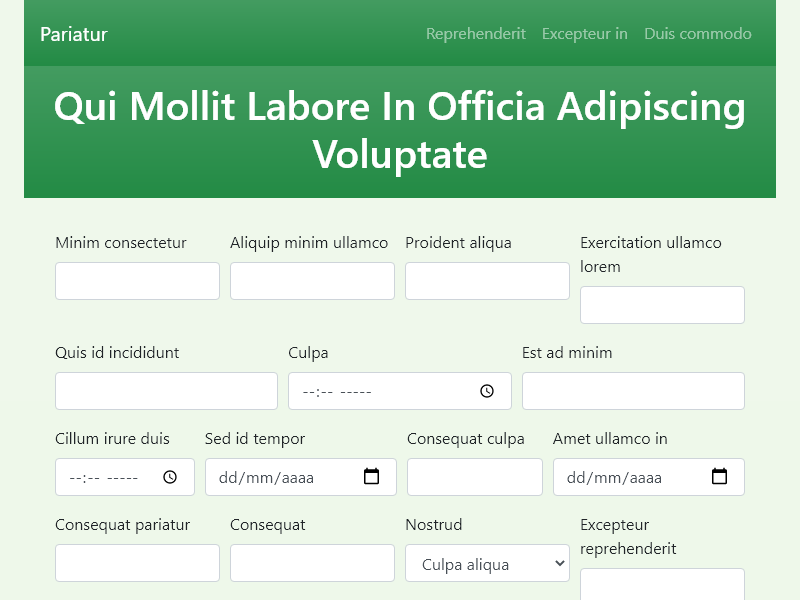 Pariatur
Reprehenderit Excepteur in Duis commodo
Qui Mollit Labore In Officia Adipiscing
Voluptate
Minim consectetur
Aliquip minim ullamco
Proident aliqua
Exercitation ullamco
lorem
Quis id incididunt
Culpa
--:-- -----
Est ad minim
Cillum irure duis
--:-- -----
Sed id tempor
dd/mm/aaaa
Consequat culpa
Amet ullamco in
dd/mm/aaaa
Consequat pariatur
Consequat
Nostrud
Culpa aliqua
Excepteur
reprehenderit